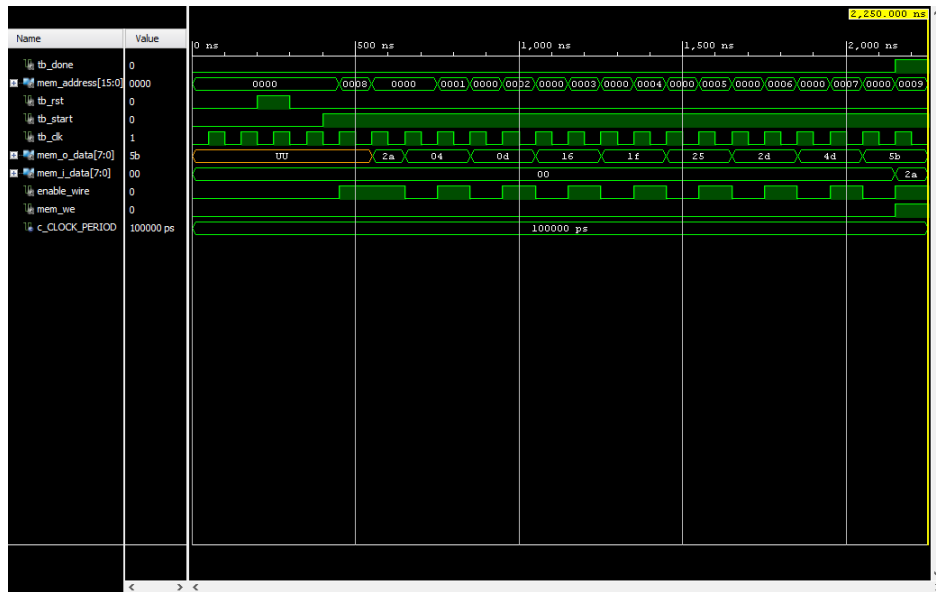 2,250.000 ns
Name Value
0 ns 500 ns 1,000 ns 1,500 ns 2,000 ns
tb_done 0
mem_address[15:0] 0000 0000 0008 0000 0001 0000 0002 0000 0003 0000 0004 0000 0005 0000 0006 0000 0007 0000 0009
tb_rst 0
tb_start 0
tb_clk 1
mem_o_data[7:0] 5b UU 2a 04 0d 16 1f 25 2d 4d 5b
mem_i_data[7:0] 00 00 2a
enable_wire 0
mem_we 0
c_CLOCK_PERIOD 100000 ps 100000 ps